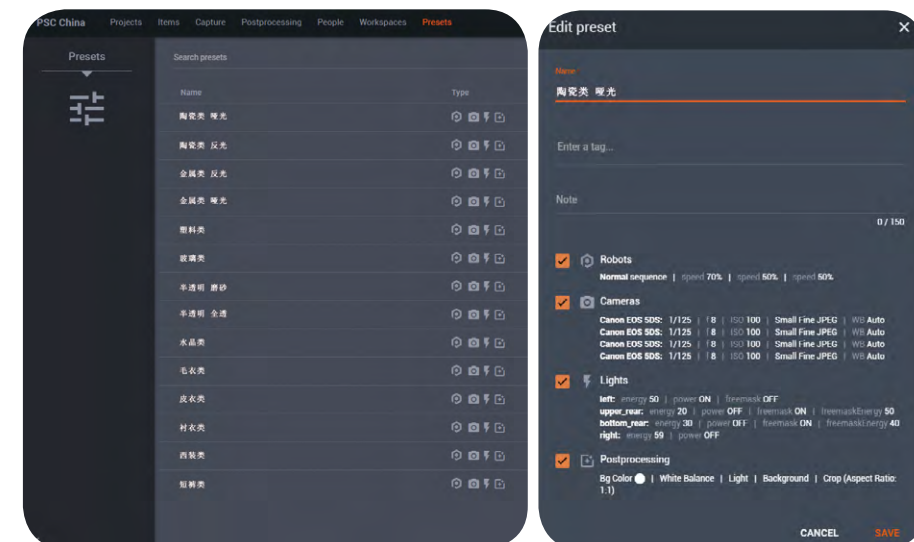 PSC China Projects Items Capture Postprocessing People Workspaces Presets
Presets
Search presets
Name Type
陶瓷类 哑光
陶瓷类 反光
金属类 反光
金属类 哑光
塑料类
玻璃类
半透明 磨砂
半透明 全透
水晶类
毛衣类
皮衣类
衬衣类
西装类
短裤类
Edit preset
Name
陶瓷类 哑光
Enter a tag...
Note
0 / 150
Robots
Normal sequence | speed 70% | speed 50% | speed 50%
Cameras
Canon EOS 5DS: 1/125 | f 8 | ISO 100 | Small Fine JPEG | WB Auto
Canon EOS 5DS: 1/125 | f 8 | ISO 100 | Small Fine JPEG | WB Auto
Canon EOS 5DS: 1/125 | f 8 | ISO 100 | Small Fine JPEG | WB Auto
Canon EOS 5DS: 1/125 | f 8 | ISO 100 | Small Fine JPEG | WB Auto
Lights
left: energy 50 | power ON | freemask OFF
upper_rear: energy 20 | power OFF | freemask ON | freemaskEnergy 50
bottom_rear: energy 30 | power OFF | freemask ON | freemaskEnergy 40
right: energy 59 | power OFF
Postprocessing
Bg Color | White Balance | Light | Background | Crop (Aspect Ratio:
1:1)
CANCEL SAVE